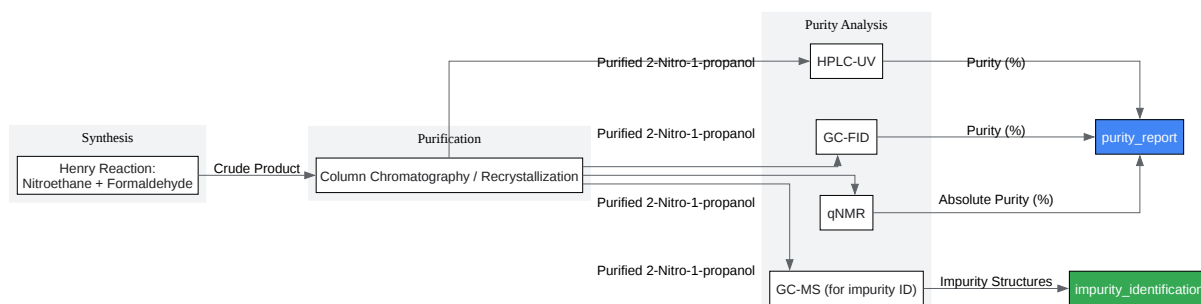 Synthesis
Henry Reaction:
Nitroethane + Formaldehyde
Crude Product
Purification
Column Chromatography / Recrystallization
Purified 2-Nitro-1-propanol
Purified 2-Nitro-1-propanol
Purified 2-Nitro-1-propanol
Purified 2-Nitro-1-propanol
Purity Analysis
HPLC-UV
GC-FID
qNMR
GC-MS (for impurity ID)
Purity (%)
Purity (%)
Absolute Purity (%)
Impurity Structures
purity_report
impurity_identification